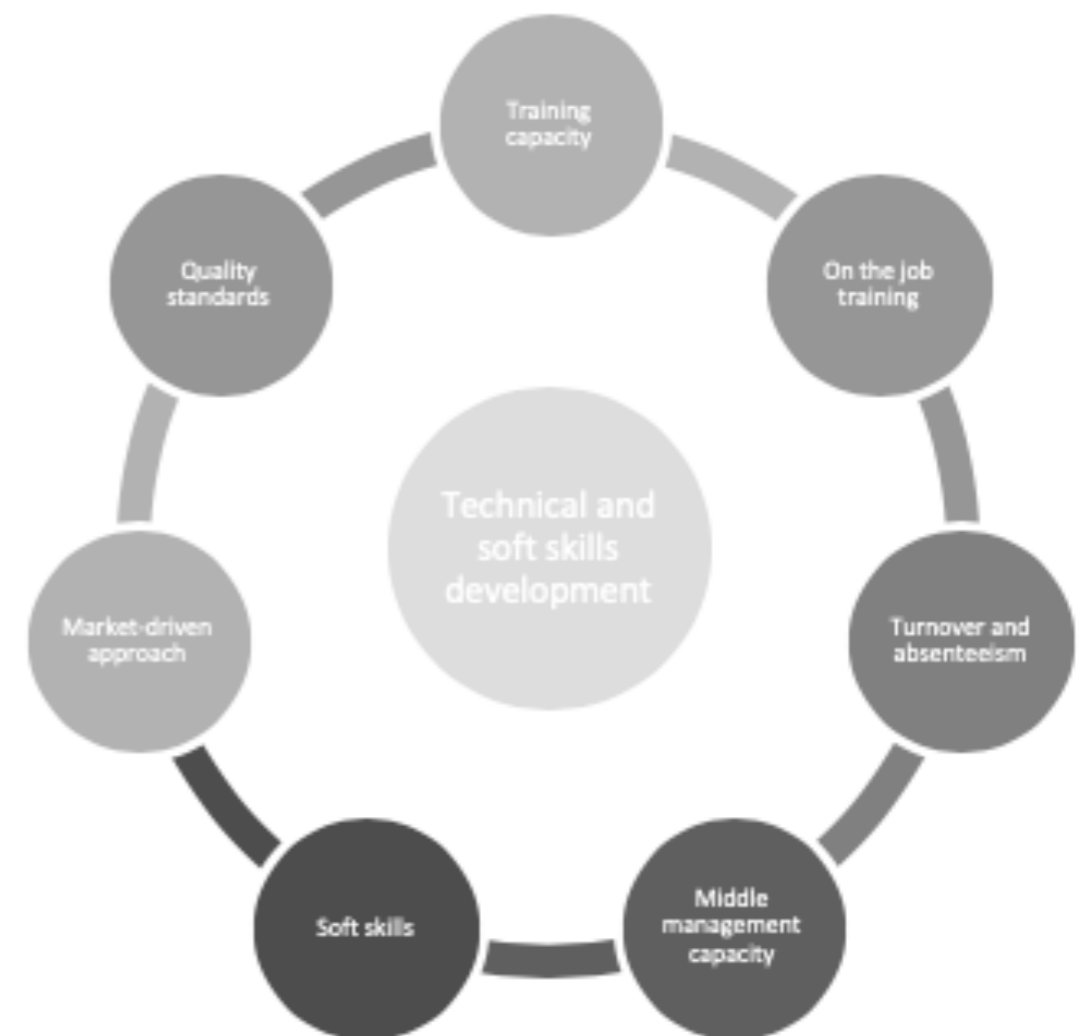 Training
capacity
On the job
training
Turnover and
absenteeism
Middle
management
capacity
Soft skills
Market-driven
approach
Quality
standards
Technical and
soft skills
development